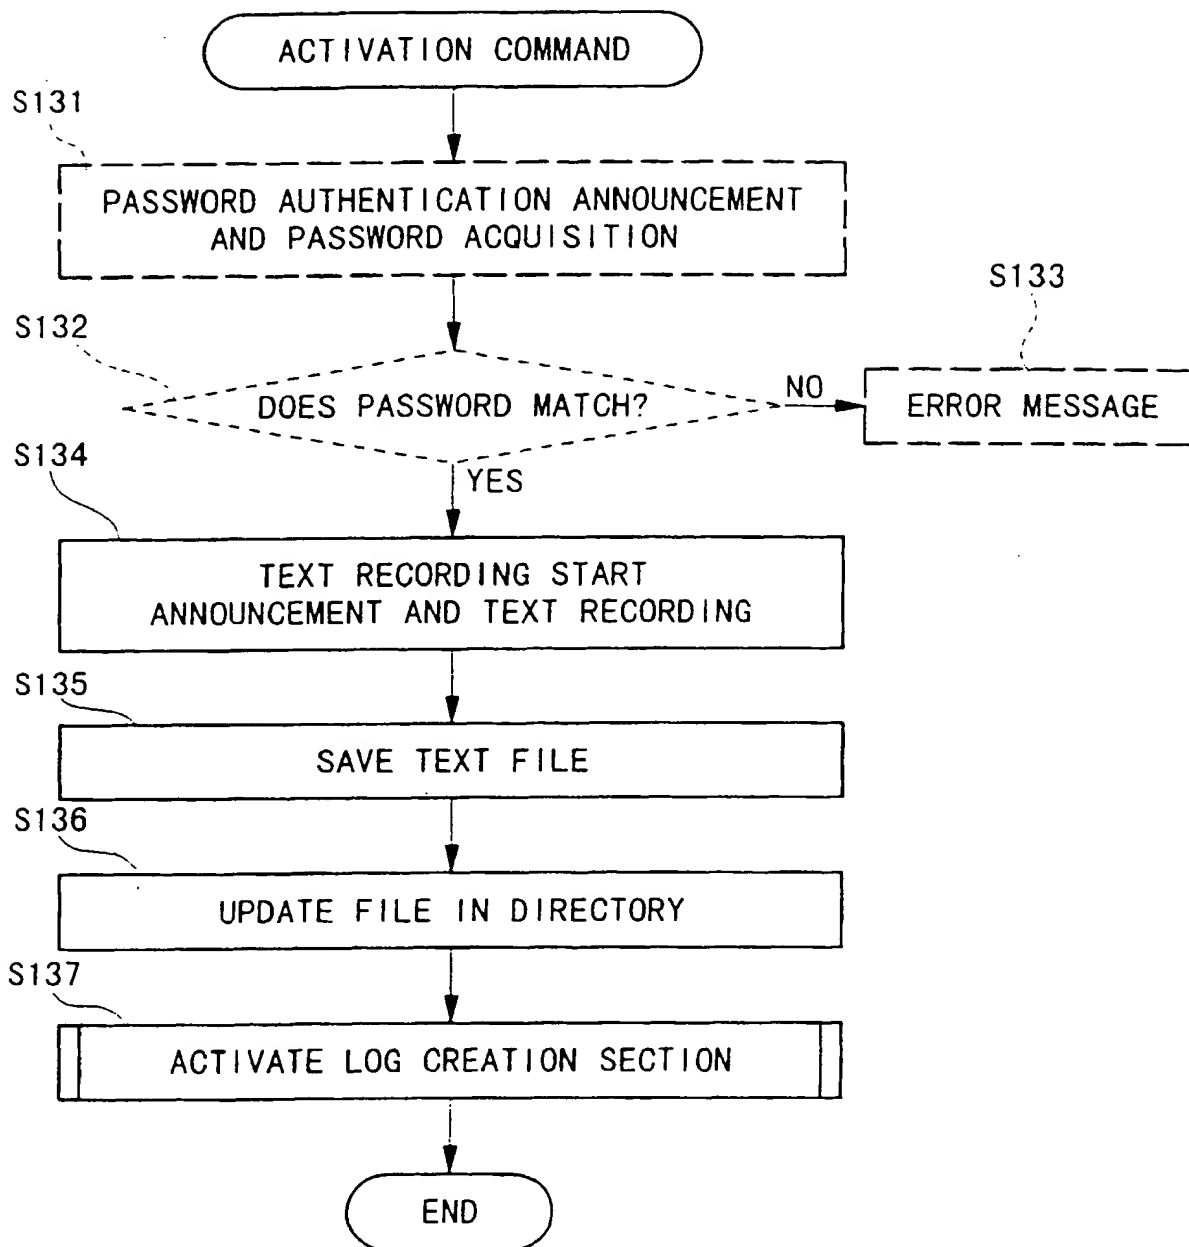 ACTIVATION COMMAND
S131
PASSWORD AUTHENTICATION ANNOUNCEMENT
AND PASSWORD ACQUISITION
S133
S132
DOES PASSWORD MATCH?
NO
ERROR MESSAGE
S134
YES
TEXT RECORDING START
ANNOUNCEMENT AND TEXT RECORDING
S135
SAVE TEXT FILE
S136
UPDATE FILE IN DIRECTORY
S137
ACTIVATE LOG CREATION SECTION
END